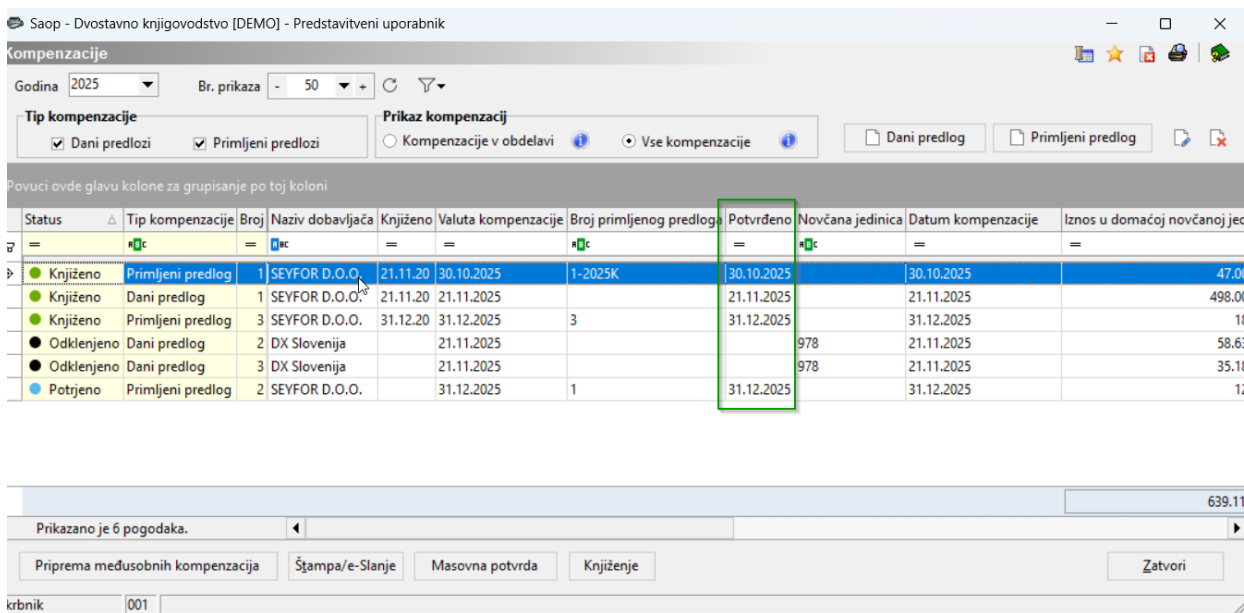 Saop - Dvostavno knjigovodstvo [DEMO] - Predstavitveni uporabnik
Kompenzacije
Godina 2025 Br. prikaza - 50 +
Tip kompenzacije Prikaz kompenzacij
Dani predlozi Primljeni predlozi Kompenzacije v obdelavi Vse kompenzacije Dani predlog Primljeni predlog
Povuci ovde glavu kolone za grupisanje po toj koloni
Status Tip kompenzacije Broj Naziv dobavljača Knjiženo Valuta kompenzacije Broj primljenog predloga Potvrđeno Novčana jedinica Datum kompenzacije Iznos u domaćoj novčanoj jed
= ABC = ABC = = ABC = ABC = =
Knjiženo Primljeni predlog 1 SEYFOR D.O.O. 21.11.20 30.10.2025 1-2025K 30.10.2025 30.10.2025 47.00
Knjiženo Dani predlog 1 SEYFOR D.O.O. 21.11.20 21.11.2025 21.11.2025 21.11.2025 498.00
Knjiženo Primljeni predlog 3 SEYFOR D.O.O. 31.12.20 31.12.2025 3 31.12.2025 31.12.2025 18
Odklenjeno Dani predlog 2 DX Slovenija 21.11.2025 978 21.11.2025 58.63
Odklenjeno Dani predlog 3 DX Slovenija 21.11.2025 978 21.11.2025 35.18
Potrjeno Primljeni predlog 2 SEYFOR D.O.O. 31.12.2025 1 31.12.2025 31.12.2025 12
639.11
Prikazano je 6 pogodaka.
Priprema međusobnih kompenzacija Štampa/e-Slanje Masovna potvrda Knjiženje Zatvori
krbnik 001